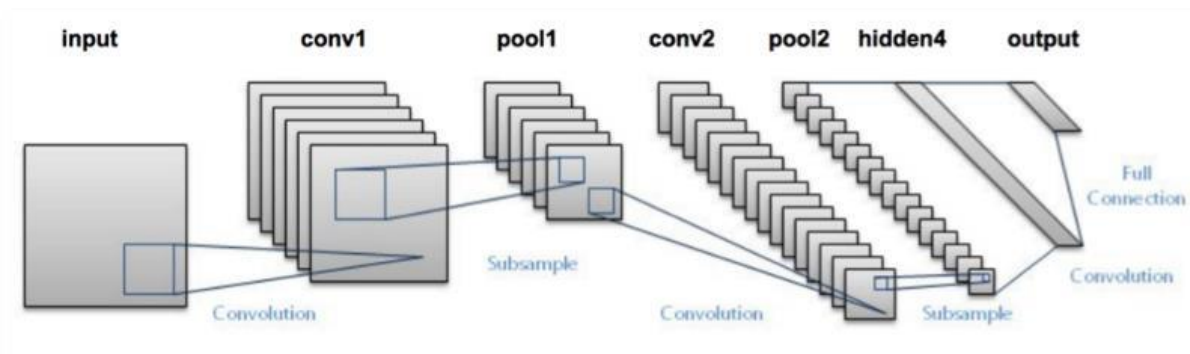 input conv1 pool1 conv2 pool2 hidden4 output
Full
Connection
Subsample
Convolution
Convolution
Convolution
Subsample